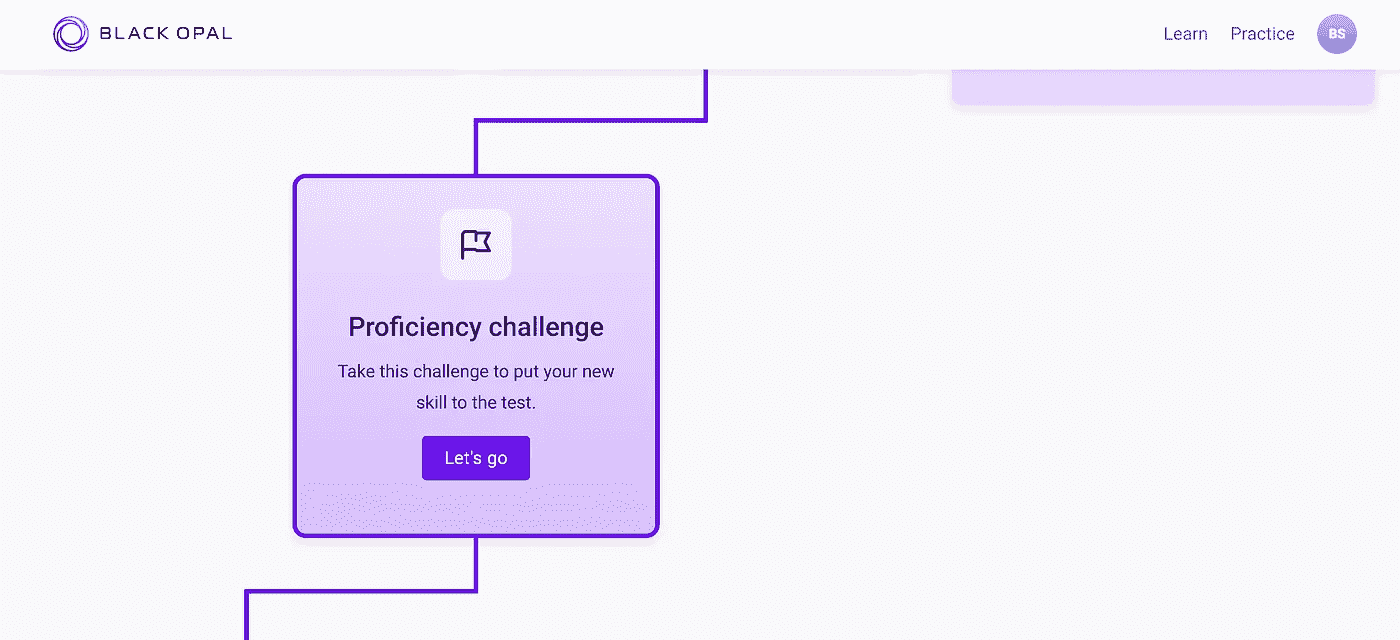 BLACK OPAL
Learn
Practice
BS
Proficiency challenge
Take this challenge to put your new
skill to the test.
Let's go